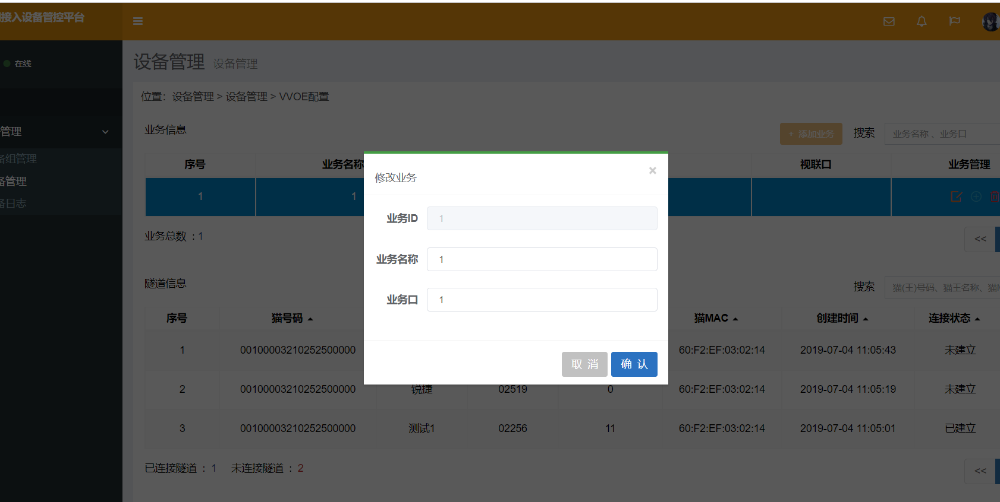 接入设备管控平台
在线
设备管理 设备管理
位置：设备管理 > 设备管理 > VVOE配置
管理
备组管理
备管理
备日志
业务信息
+ 添加业务 搜索 业务名称 、业务口
序号 业务名称 视联口 业务管理
1 1
业务总数 : 1
<<
修改业务 ×
业务ID 1
业务名称 1
业务口 1
取 消 确 认
隧道信息
搜索 猫(王)号码、猫王名称、猫M
序号 猫号码 猫MAC 创建时间 连接状态
1 00100003210252500000 60:F2:EF:03:02:14 2019-07-04 11:05:43 未建立
2 00100003210252500000 锐捷 02519 0 60:F2:EF:03:02:14 2019-07-04 11:05:19 未建立
3 00100003210252500000 测试1 02256 11 60:F2:EF:03:02:14 2019-07-04 11:05:01 已建立
已连接隧道 : 1 未连接隧道 : 2
<<